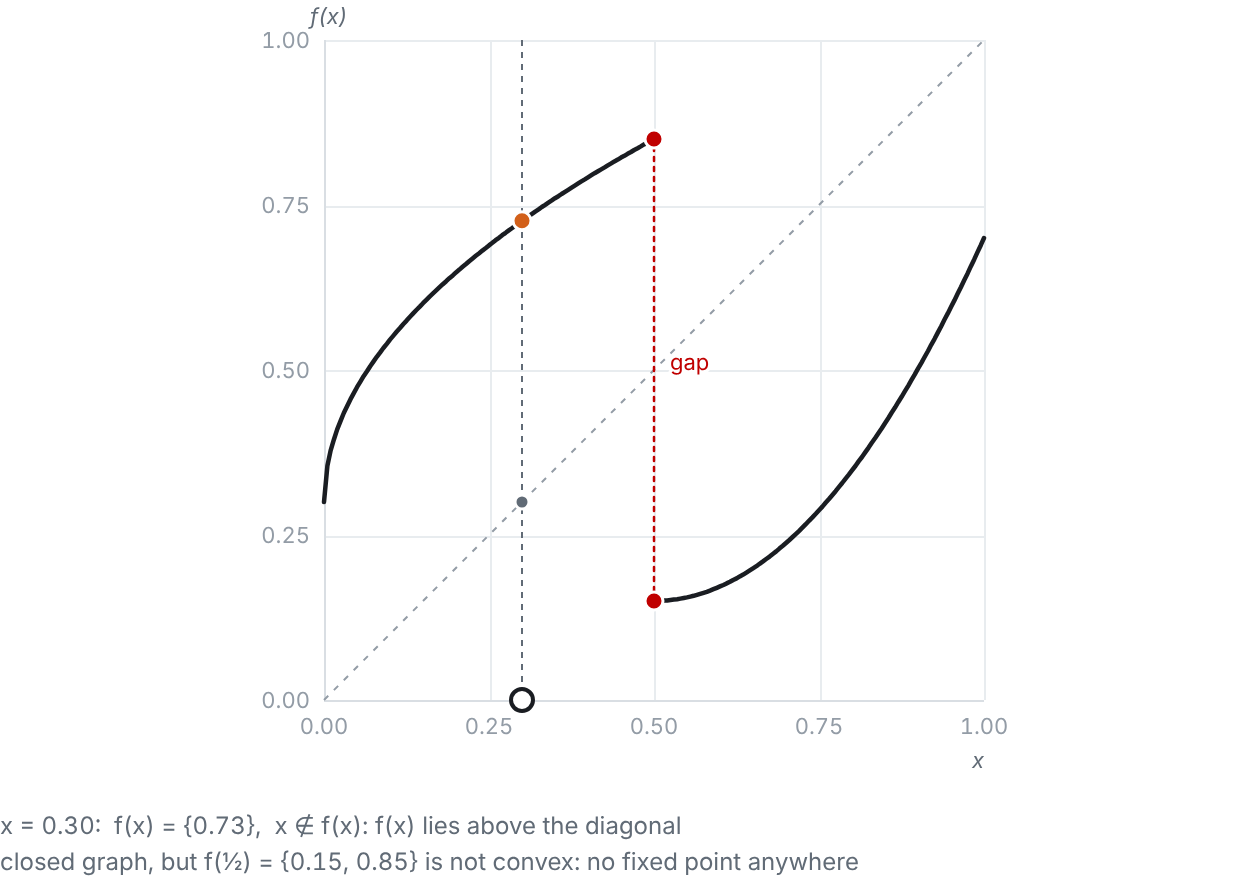 f(x)
1.00
0.75
0.50
gap
0.25
0.00
0.00 0.25 0.50 0.75 1.00
x
x = 0.30: f(x) = {0.73}, x ∉ f(x): f(x) lies above the diagonal
closed graph, but f(½) = {0.15, 0.85} is not convex: no fixed point anywhere